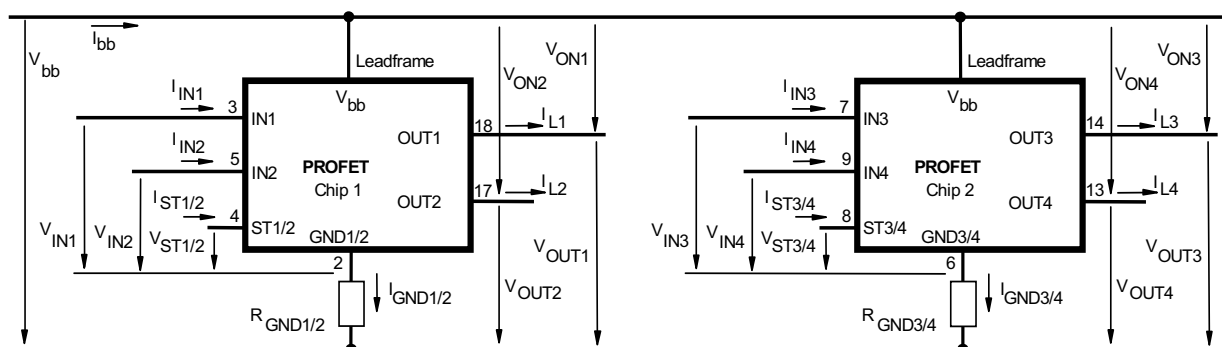 I bb
V bb
Leadframe
V bb
I IN1
3
IN1
I IN2
5
IN2
I ST1/2
4
ST1/2
V IN1
V IN2
V ST1/2
PROFET
Chip 1
GND1/2
2
OUT1
18
I L1
OUT2
17
I L2
V ON2
V ON1
V OUT1
V OUT2
I GND1/2
R GND1/2
Leadframe
V bb
I IN3
7
IN3
I IN4
9
IN4
I ST3/4
8
ST3/4
V IN3
V IN4
V ST3/4
PROFET
Chip 2
GND3/4
6
OUT3
14
I L3
OUT4
13
I L4
V ON4
V ON3
V OUT3
V OUT4
I GND3/4
R GND3/4